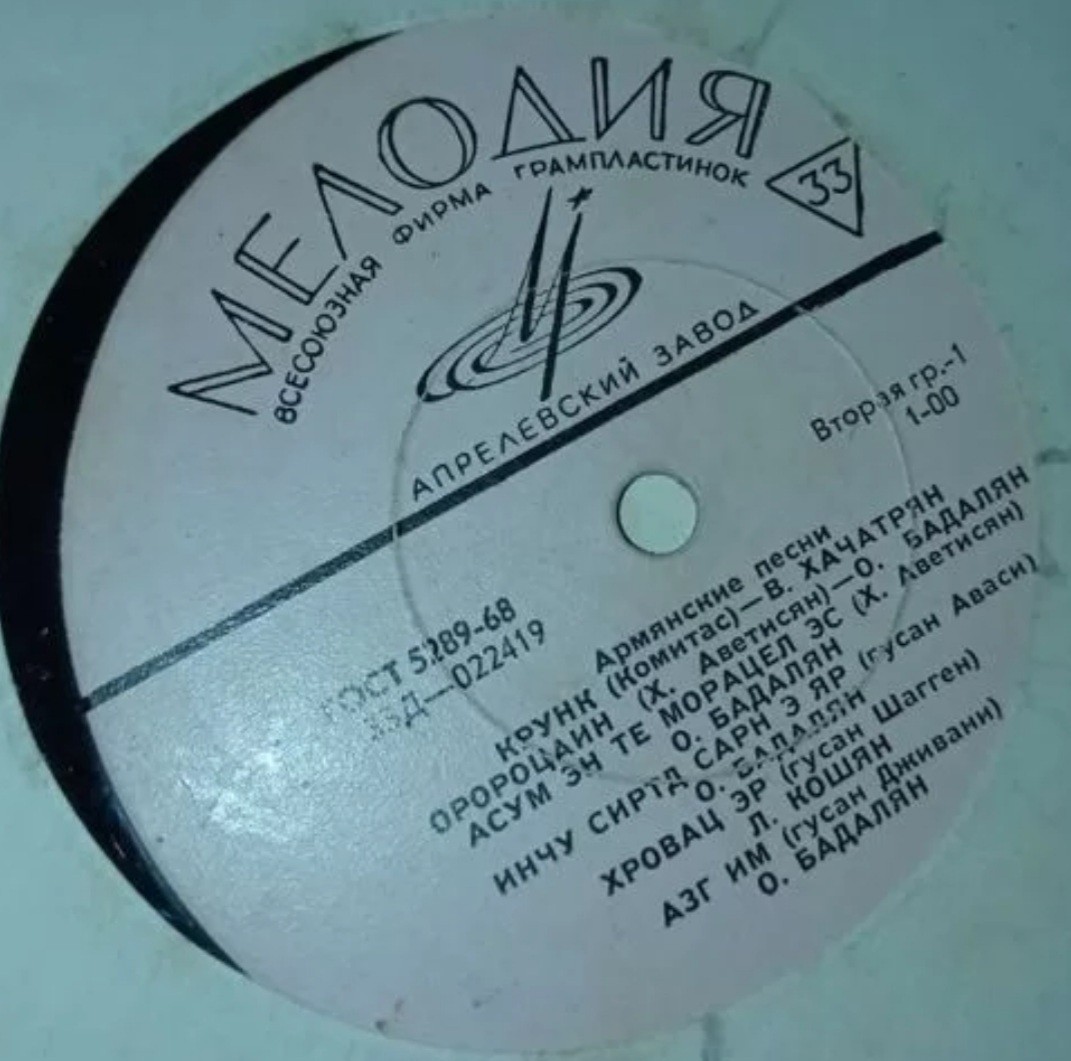 МЕЛОДИЯ
ВСЕСОЮЗНАЯ ФИРМА ГРАМПЛАСТИНОК
33
АПРЕЛЕВСКИЙ ЗАВОД
Вторая гр.-1
1-00
ГОСТ 5289-68
33Д—022419
Армянские песни
КРУНК (Комитас)—В. ХАЧАТРЯН
ОРОРОЦАИН (Х. Аветисян)—О. БАДАЛЯН
АСУМ ЭН ТЕ МОРАЦЕЛ ЭС (Х. Аветисян)
О. БАДАЛЯН
ИНЧУ СИРТД САРН Э ЯР (гусан Аваси)
О. БАДАЛЯН
ХРОВАЦ ЭР (гусан Шаген)
Л. КОШЯН
АЗГ ИМ (гусан Дживани)
О. БАДАЛЯН